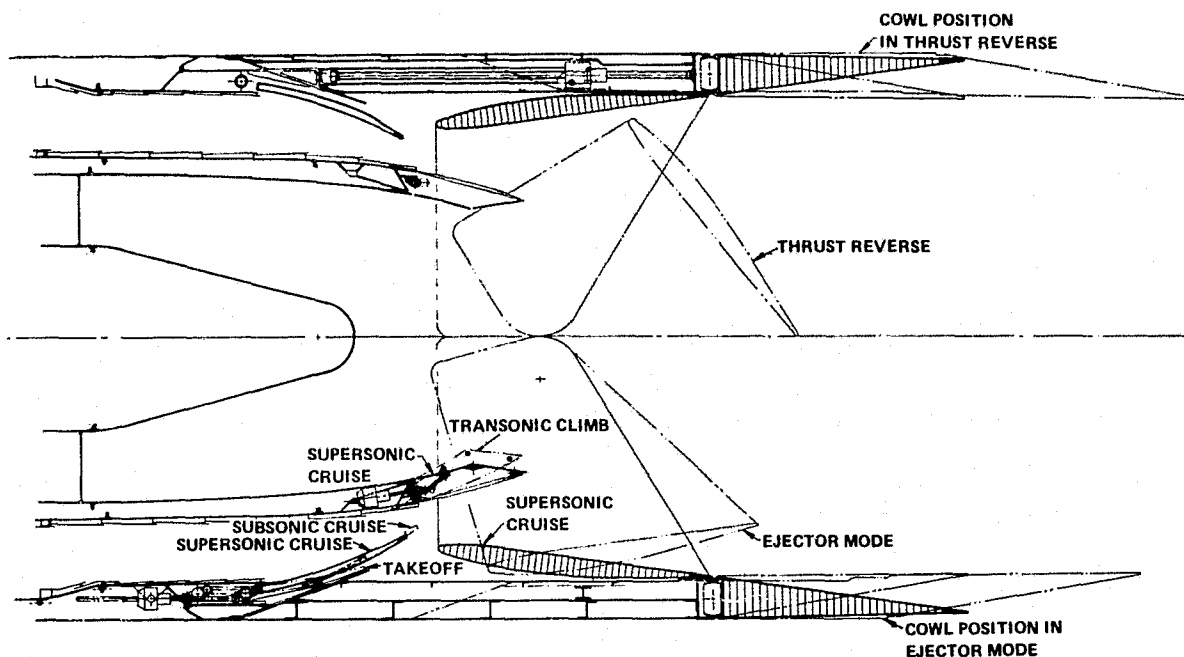 COWL POSITION
IN THRUST REVERSE
THRUST REVERSE
TRANSONIC CLIMB
SUPERSONIC
CRUISE
SUPERSONIC
CRUISE
SUBSONIC CRUISE
SUPERSONIC CRUISE
TAKEOFF
EJECTOR MODE
COWL POSITION IN
EJECTOR MODE